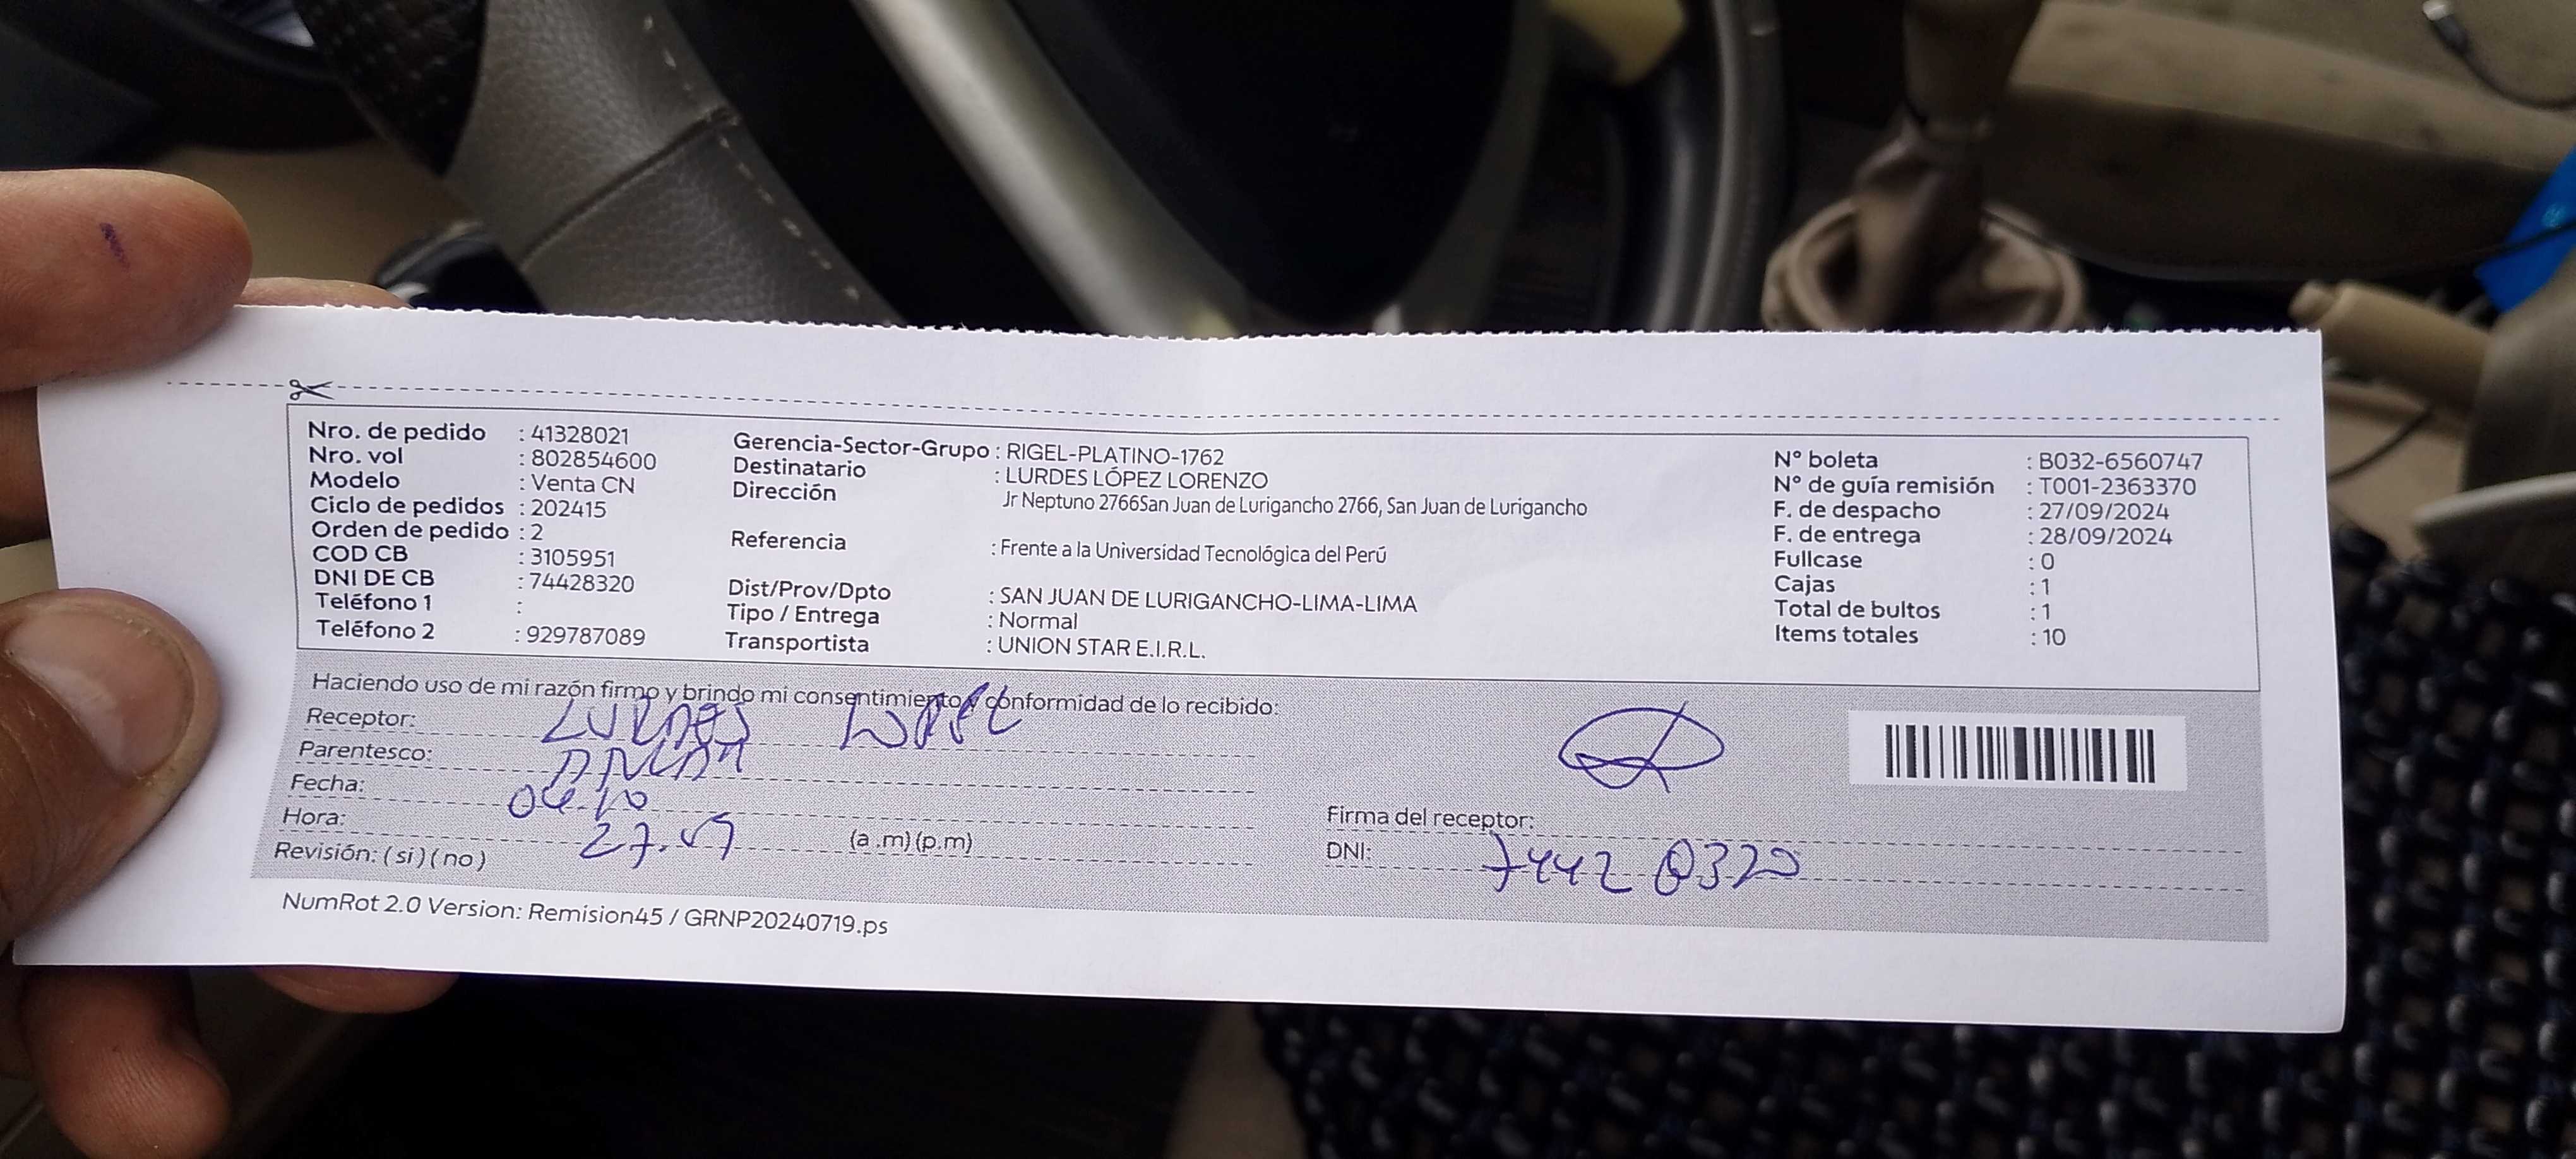 Nro. de pedido : 41328021
Nro. vol : 802854600
Modelo : Venta CN
Ciclo de pedidos : 202415
Orden de pedido : 2
COD CB : 3105951
DNI DE CB : 74428320
Teléfono 1 :
Teléfono 2 : 929787089
Gerencia-Sector-Grupo : RIGEL-PLATINO-1762
Destinatario : LURDES LÓPEZ LORENZO
Dirección
Jr Neptuno 2766San Juan de Lurigancho 2766, San Juan de Lurigancho
Referencia : Frente a la Universidad Tecnológica del Perú
Dist/Prov/Dpto : SAN JUAN DE LURIGANCHO-LIMA-LIMA
Tipo / Entrega : Normal
Transportista : UNION STAR E.I.R.L.
N° boleta : B032-6560747
N° de guía remisión : T001-2363370
F. de despacho : 27/09/2024
F. de entrega : 28/09/2024
Fullcase : 0
Cajas : 1
Total de bultos : 1
Items totales : 10
Haciendo uso de mi razón firmo y brindo mi consentimiento y conformidad de lo recibido:
Receptor: LURDES LOPEZ
Parentesco:
Fecha:
Hora: (a .m) (p.m)
Revisión: ( si ) ( no )
Firma del receptor:
DNI: 7442 8320
NumRot 2.0 Version: Remision45 / GRNP20240719.ps